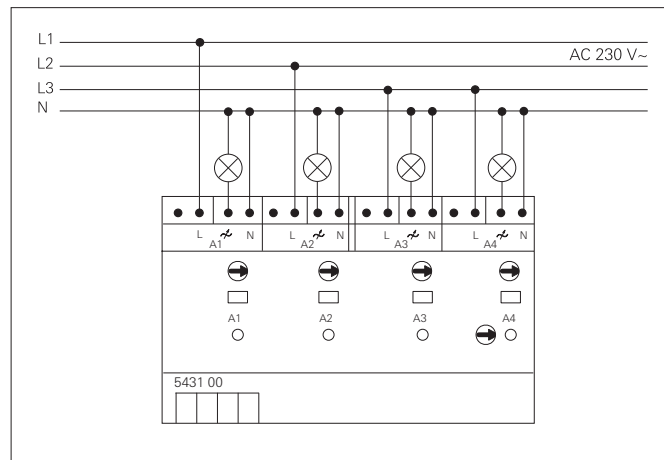 L1
AC 230 V~
L2
L3
N
L N L N L N L N
A1 A2 A3 A4
A1 A2 A3 A4
5431 00